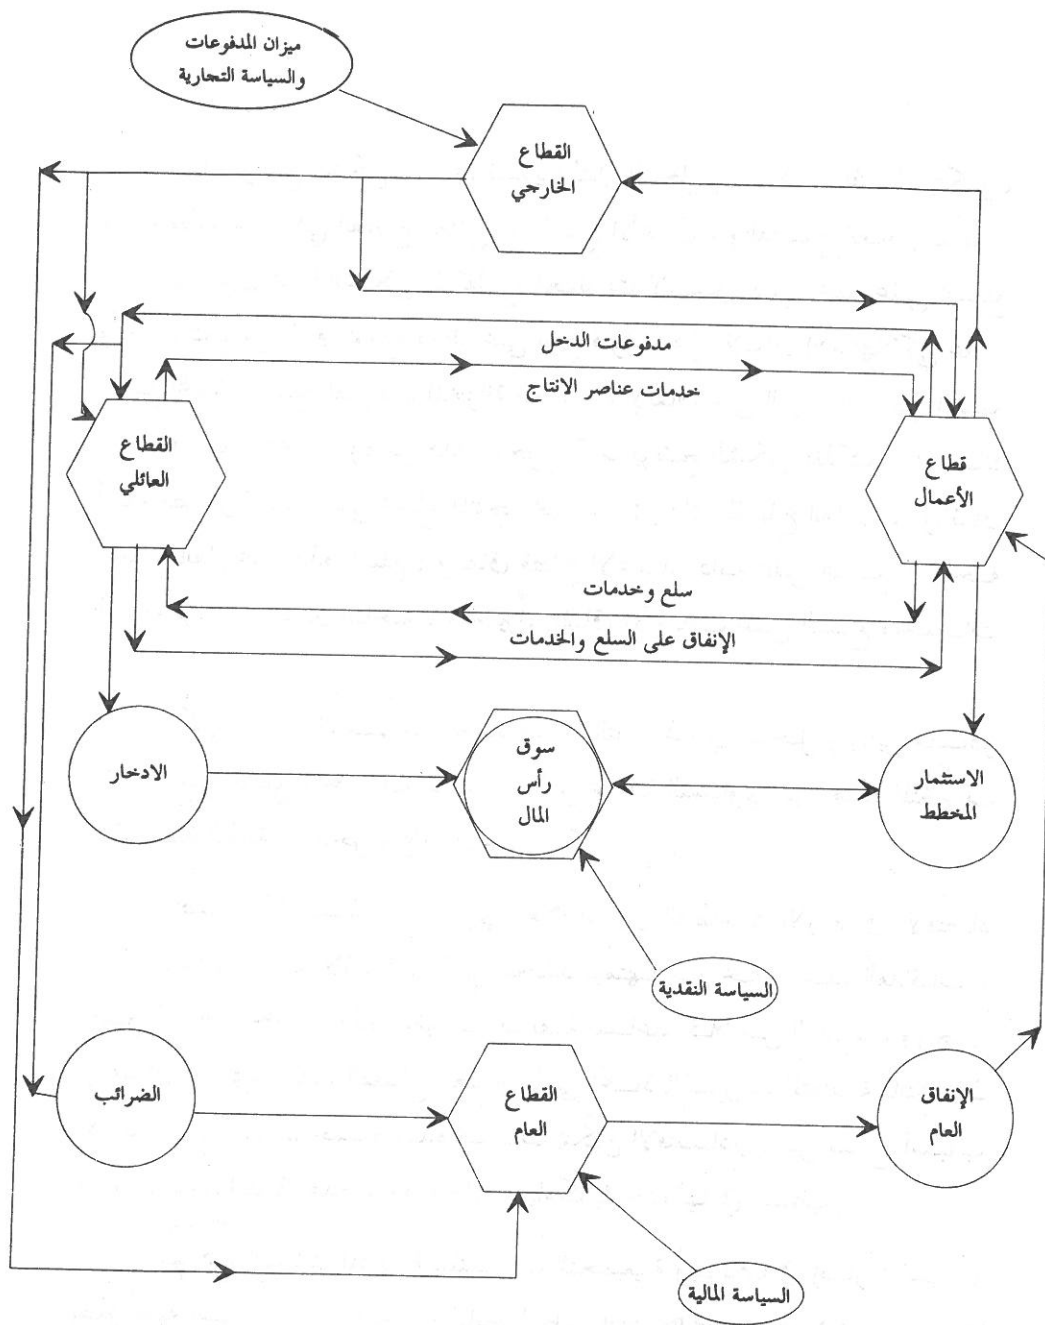 ميزان المدفوعات
والسياسة التجارية
القطاع
الخارجي
مدفوعات الدخل
خدمات عناصر الانتاج
قطاع
الأعمال
القطاع
العائلي
سلع وخدمات
الإنفاق على السلع والخدمات
الاستثمار
المخطط
سوق
رأس
المال
الادخار
السياسة النقدية
الإنفاق
العام
القطاع
العام
الضرائب
السياسة المالية